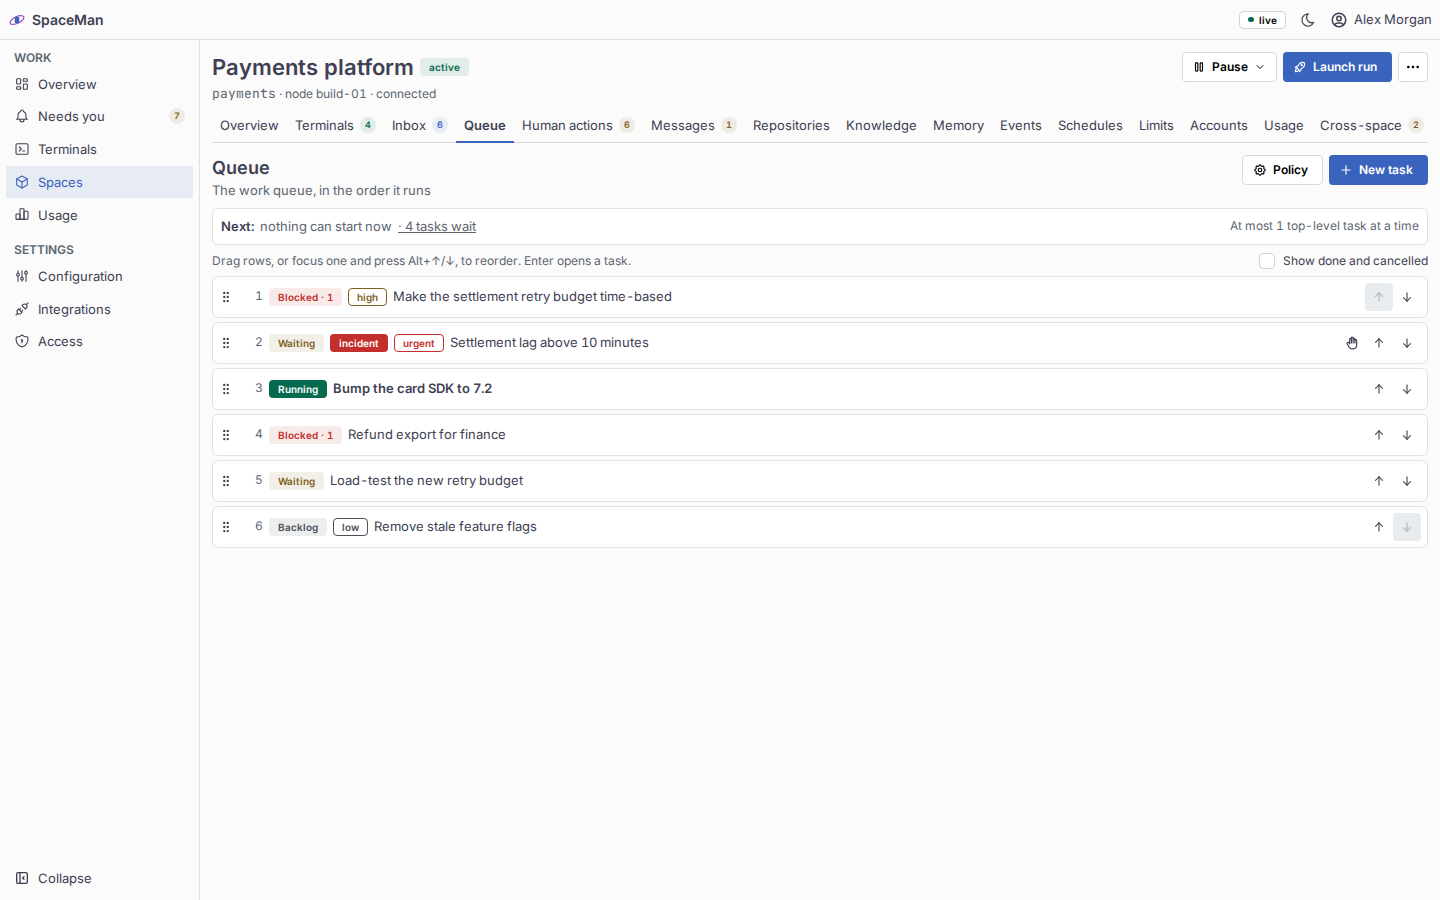 SpaceMan
live
Alex Morgan
WORK
Overview
Needs you 7
Terminals
Spaces
Usage
SETTINGS
Configuration
Integrations
Access
Collapse
Payments platform active
payments · node build-01 · connected
Pause
Launch run
Overview Terminals 4 Inbox 6 Queue Human actions 6 Messages 1 Repositories Knowledge Memory Events Schedules Limits Accounts Usage Cross-space 2
Queue
The work queue, in the order it runs
Policy
New task
Next: nothing can start now · 4 tasks wait
At most 1 top-level task at a time
Drag rows, or focus one and press Alt+↑/↓, to reorder. Enter opens a task.
Show done and cancelled
1 Blocked · 1 high Make the settlement retry budget time-based
2 Waiting incident urgent Settlement lag above 10 minutes
3 Running Bump the card SDK to 7.2
4 Blocked · 1 Refund export for finance
5 Waiting Load-test the new retry budget
6 Backlog low Remove stale feature flags